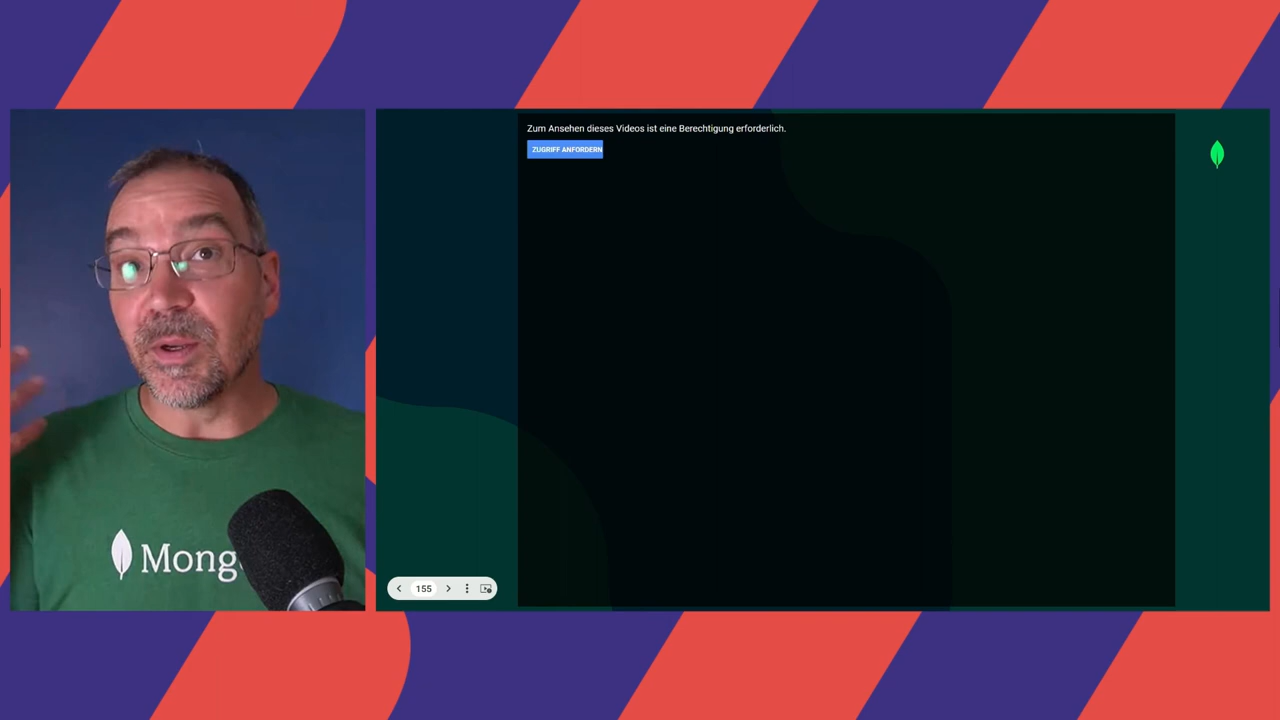 Zum Ansehen dieses Videos ist eine Berechtigung erforderlich.
ZUGRIFF ANFORDERN
Mong
155